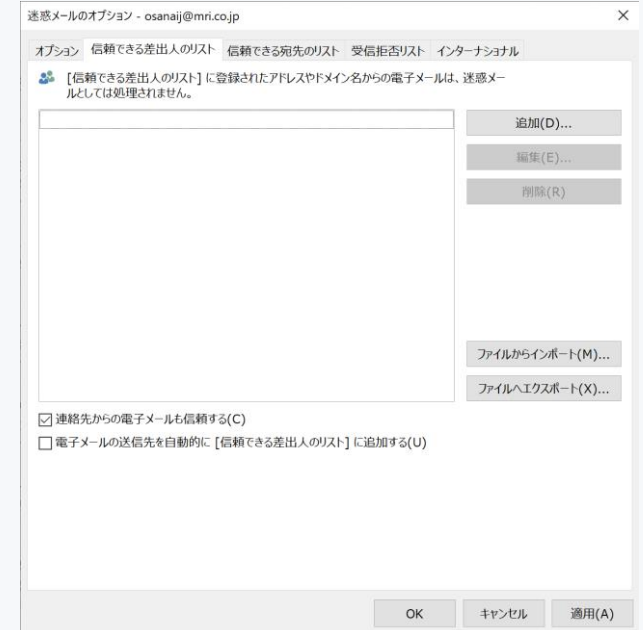 迷惑メールのオプション - osanaij@mri.co.jp
オプション 信頼できる差出人のリスト 信頼できる宛先のリスト 受信拒否リスト インターナショナル
[信頼できる差出人のリスト] に登録されたアドレスやドメイン名からの電子メールは、迷惑メー
ルとしては処理されません。
追加(D)...
編集(E)...
削除(R)
ファイルからインポート(M)...
ファイルへエクスポート(X)...
連絡先からの電子メールも信頼する(C)
電子メールの送信先を自動的に [信頼できる差出人のリスト] に追加する(U)
OK キャンセル 適用(A)